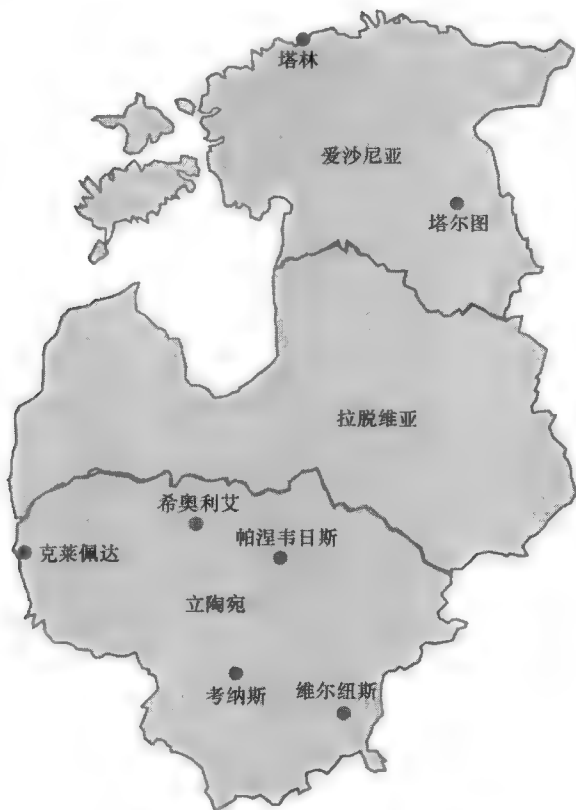 塔林
爱沙尼亚
塔尔图
拉脱维亚
希奥利艾
帕涅韦日斯
克莱佩达
立陶宛
考纳斯
维尔纽斯